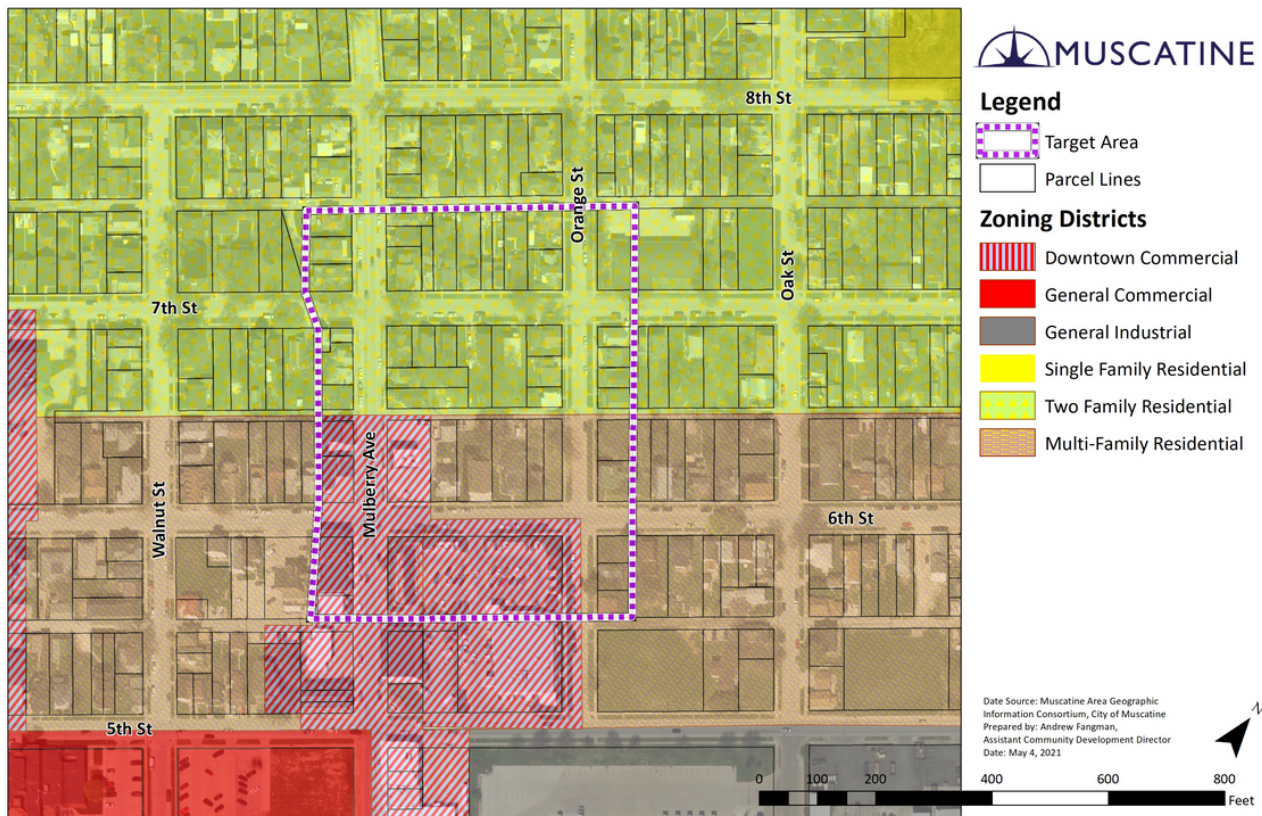 8th St
Orange St
Oak St
7th St
Mulberry Ave
Walnut St
6th St
5th St
MUSCATINE
Legend
Target Area
Parcel Lines
Zoning Districts
Downtown Commercial
General Commercial
General Industrial
Single Family Residential
Two Family Residential
Multi-Family Residential
Date Source: Muscatine Area Geographic
Information Consortium, City of Muscatine
Prepared by: Andrew Fangman,
Assistant Community Development Director
Date: May 4, 2021
N
0 100 200 400 600 800
Feet